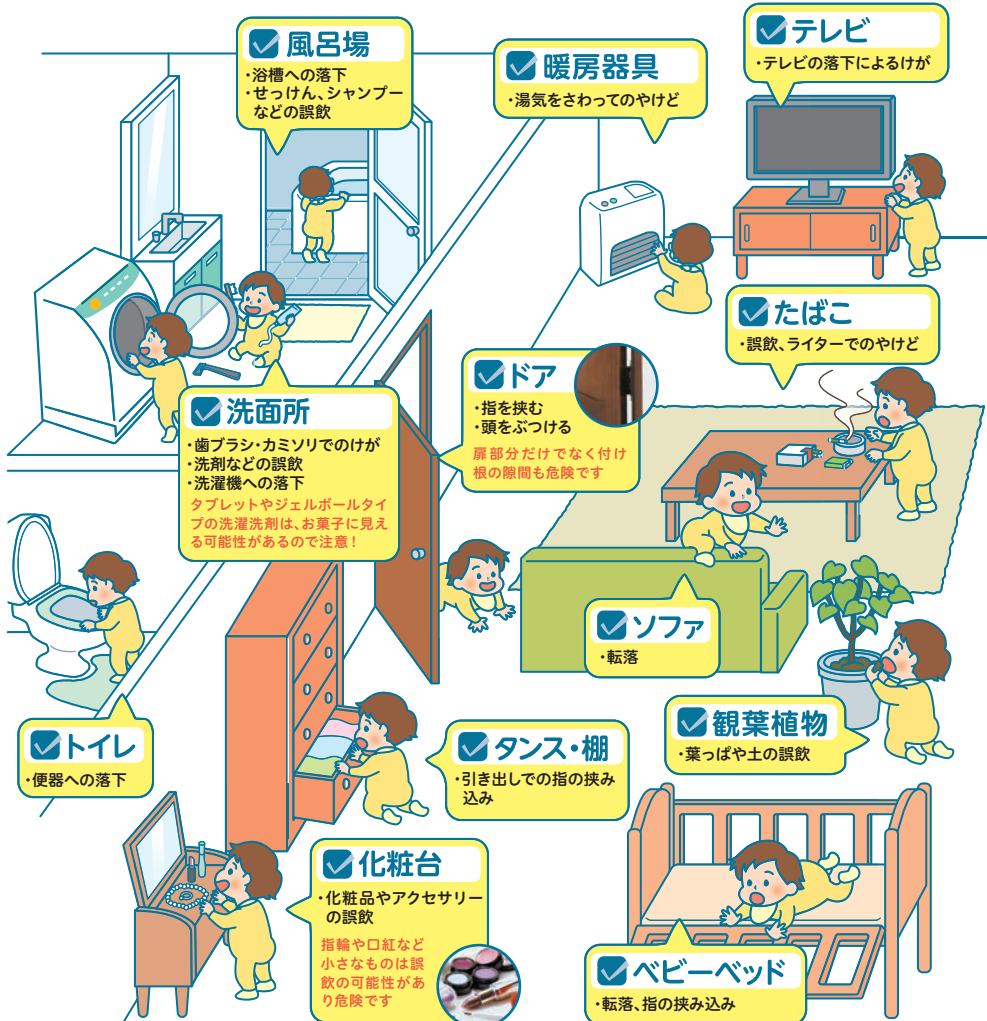 風呂場
・浴槽への落下
・せっけん、シャンプー
などの誤飲
暖房器具
・湯気をさわってのやけど
テレビ
・テレビの落下によるけが
たばこ
・誤飲、ライターでのやけど
ドア
・指を挟む
・頭をぶつける
扉部分だけでなく付け
根の隙間も危険です
洗面所
・歯ブラシ・カミソリでのけが
・洗剤などの誤飲
・洗濯機への落下
タブレットやジェルボールタイ
プの洗濯洗剤は、お菓子に見え
る可能性があるので注意！
ソファ
・転落
トイレ
・便器への落下
タンス・棚
・引き出しでの指の挟み
込み
観葉植物
・葉っぱや土の誤飲
化粧台
・化粧品やアクセサリー
の誤飲
指輪や口紅など
小さなものは誤
飲の可能性があ
り危険です
ベビーベッド
・転落、指の挟み込み